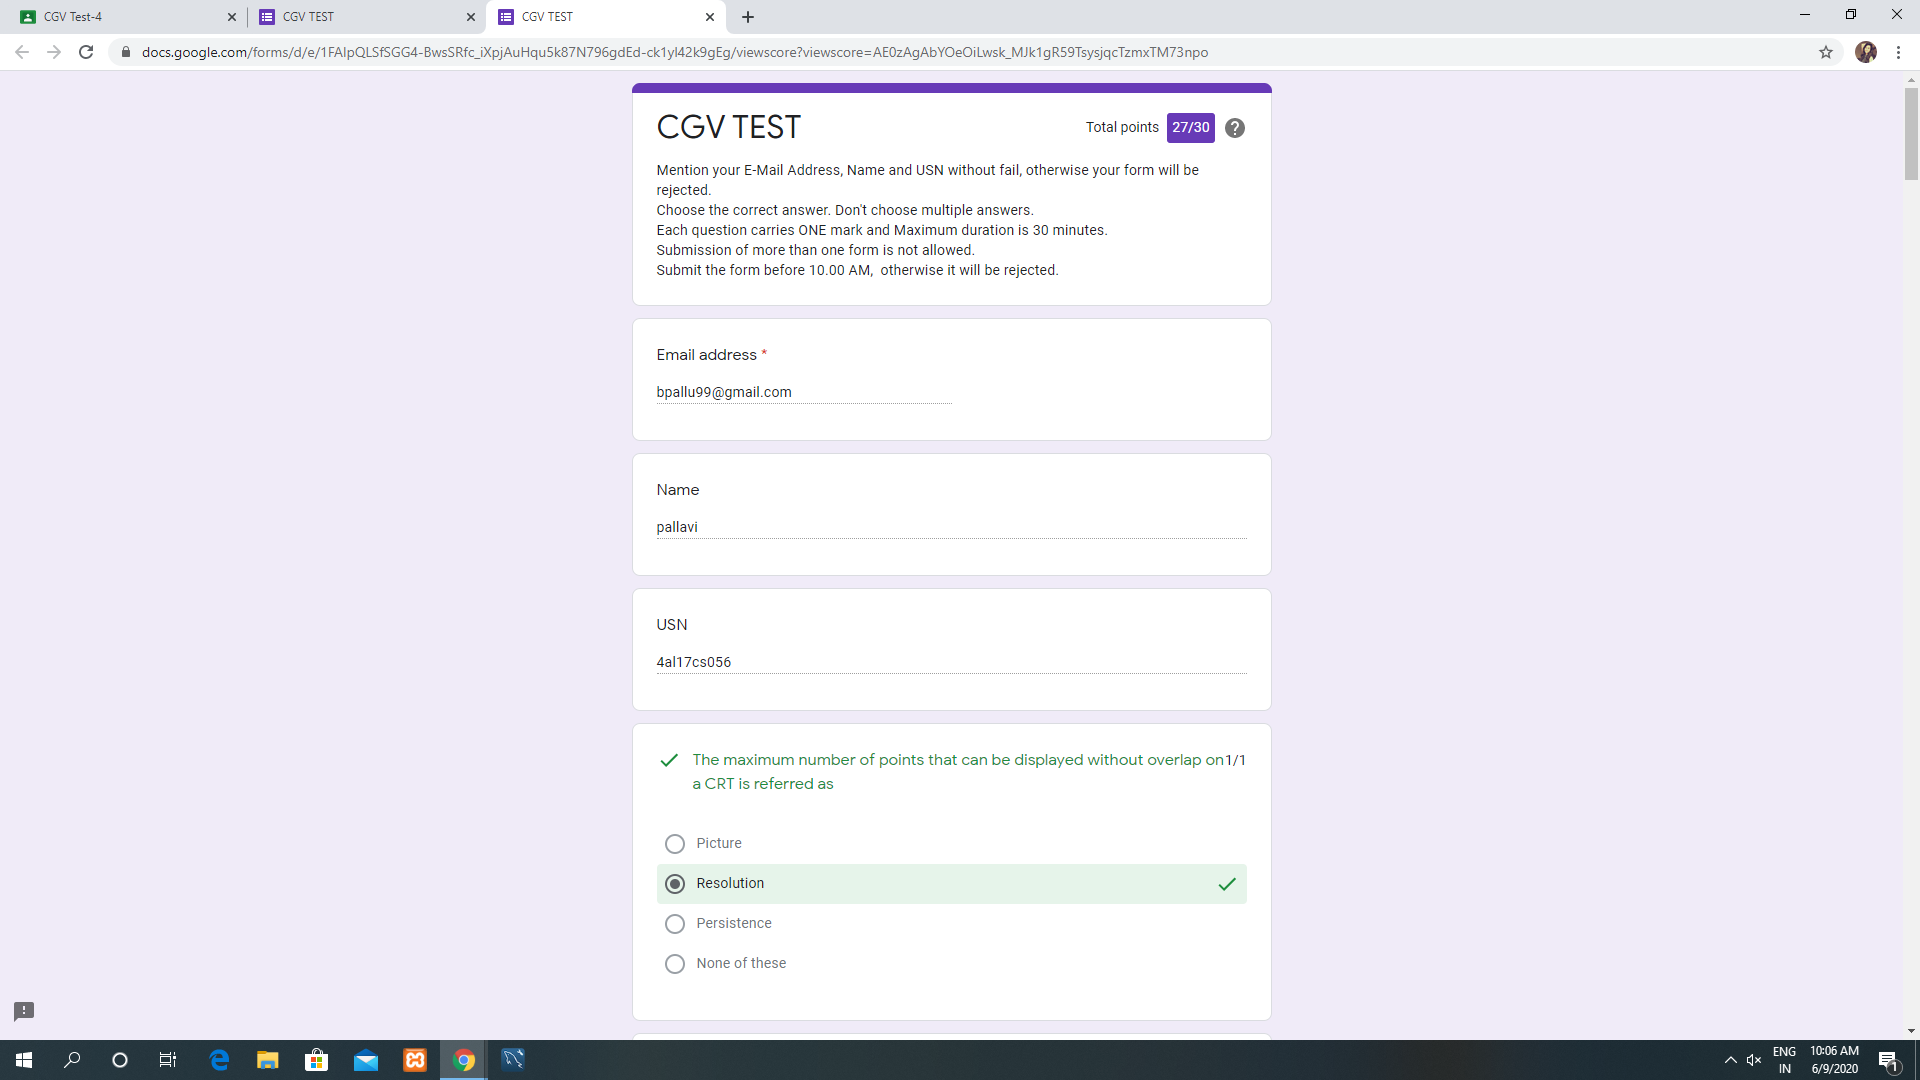 CGV Test-4
CGV TEST
CGV TEST
docs.google.com/forms/d/e/1FAIpQLSfSGG4-BwsSRfc_iXpjAuHqu5k87N796gdEd-ck1yl42k9gEg/viewscore?viewscore=AE0zAgAbYOeOiLwsk_MJk1gR59TsysjqcTzmxTM73npo
CGV TEST
Total points 27/30
Mention your E-Mail Address, Name and USN without fail, otherwise your form will be
rejected.
Choose the correct answer. Don't choose multiple answers.
Each question carries ONE mark and Maximum duration is 30 minutes.
Submission of more than one form is not allowed.
Submit the form before 10.00 AM,  otherwise it will be rejected.
Email address *
bpallu99@gmail.com
Name
pallavi
USN
4al17cs056
The maximum number of points that can be displayed without overlap on 1/1
a CRT is referred as
Picture
Resolution
Persistence
None of these
ENG
IN
10:06 AM
6/9/2020
1